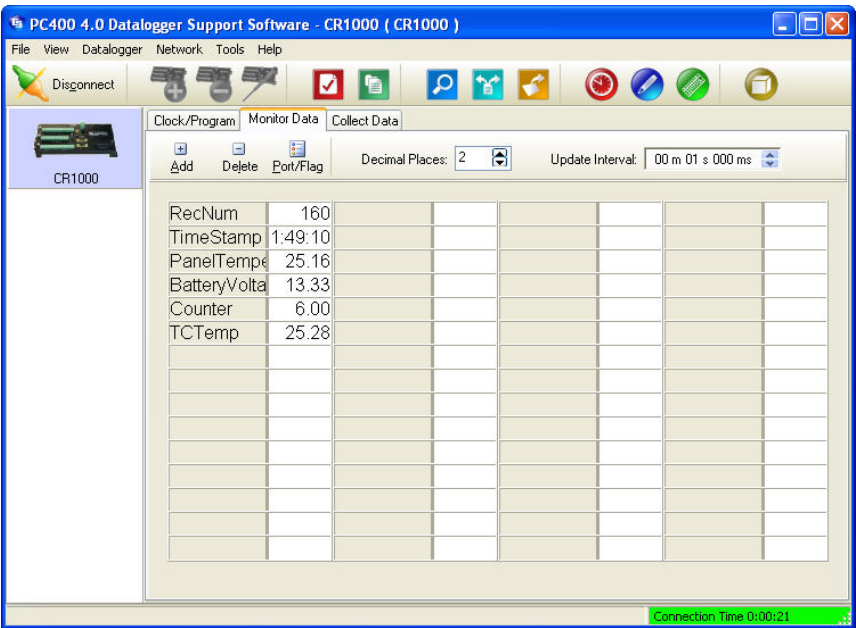 PC400 4.0 Datalogger Support Software - CR1000 ( CR1000 )
File View Datalogger Network Tools Help
Disconnect
CR1000
Clock/Program Monitor Data Collect Data
Add Delete Port/Flag Decimal Places: 2 Update Interval: 00 m 01 s 000 ms
RecNum 160
TimeStamp 1:49:10
PanelTempe 25.16
BatteryVolta 13.33
Counter 6.00
TCTemp 25.28
Connection Time 0:00:21